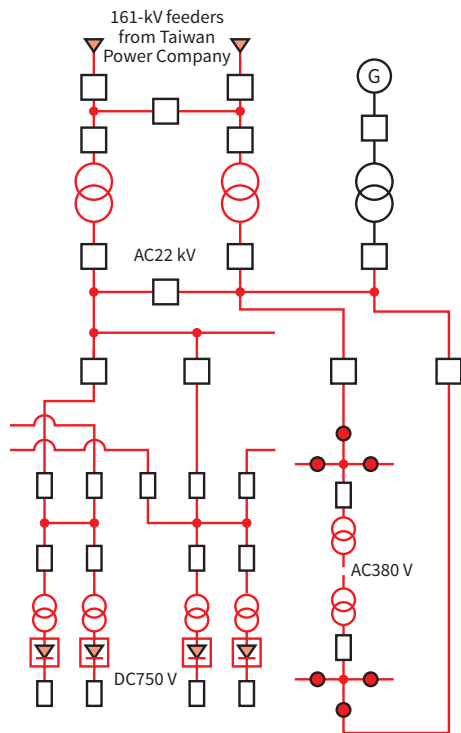 161-kV feeders
from Taiwan
Power Company
G
AC22 kV
AC380 V
DC750 V